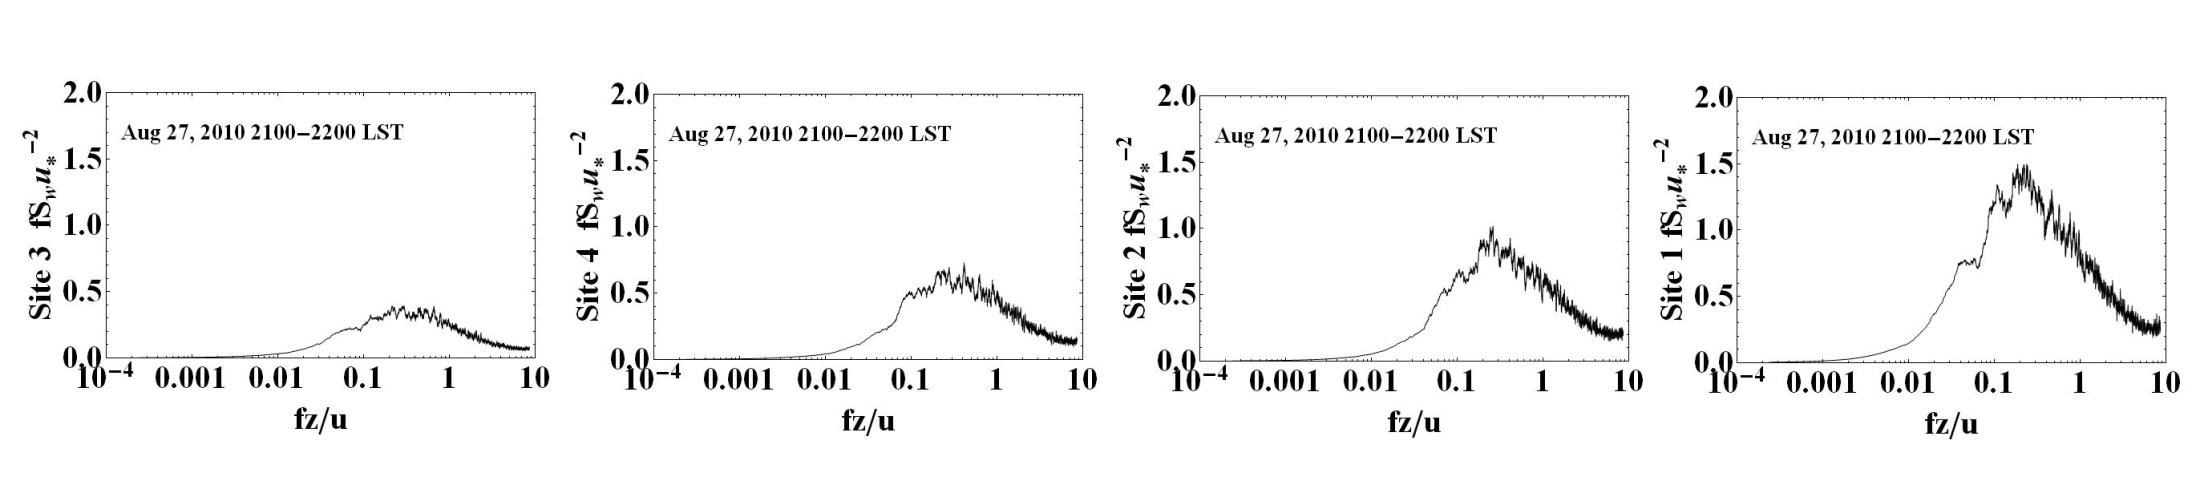 Site 3 fS_w u_*^−2
2.0
1.5
1.0
0.5
0.0
Aug 27, 2010 2100−2200 LST
10^−4 0.001 0.01 0.1 1 10
fz/u
Site 4 fS_w u_*^−2
2.0
1.5
1.0
0.5
0.0
Aug 27, 2010 2100−2200 LST
10^−4 0.001 0.01 0.1 1 10
fz/u
Site 2 fS_w u_*^−2
2.0
1.5
1.0
0.5
0.0
Aug 27, 2010 2100−2200 LST
10^−4 0.001 0.01 0.1 1 10
fz/u
Site 1 fS_w u_*^−2
2.0
1.5
1.0
0.5
0.0
Aug 27, 2010 2100−2200 LST
10^−4 0.001 0.01 0.1 1 10
fz/u